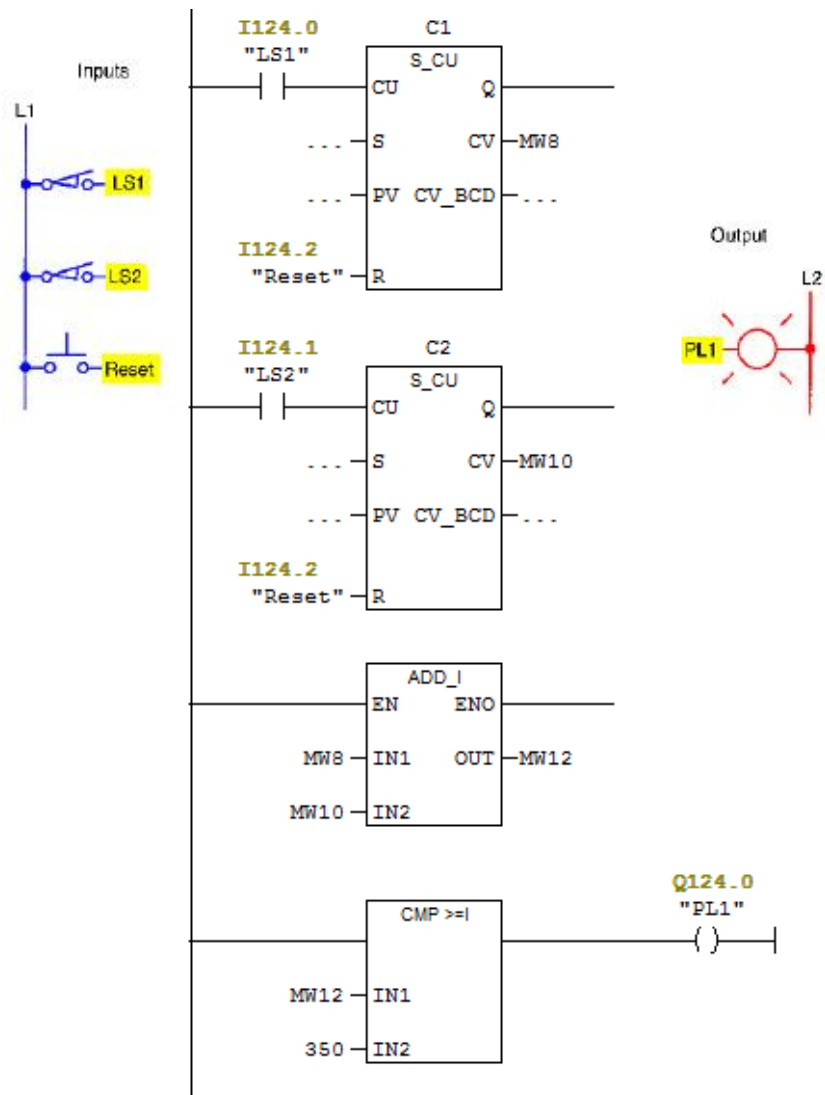 Inputs
L1
LS1
LS2
Reset
I124.0
"LS1"
C1
S_CU
CU Q
... S CV MW8
... PV CV_BCD ...
I124.2
"Reset" R
I124.1
"LS2"
C2
S_CU
CU Q
... S CV MW10
... PV CV_BCD ...
I124.2
"Reset" R
ADD_I
EN ENO
MW8 IN1 OUT MW12
MW10 IN2
CMP >=I
MW12 IN1
350 IN2
Q124.0
"PL1"
( )
Output
L2
PL1